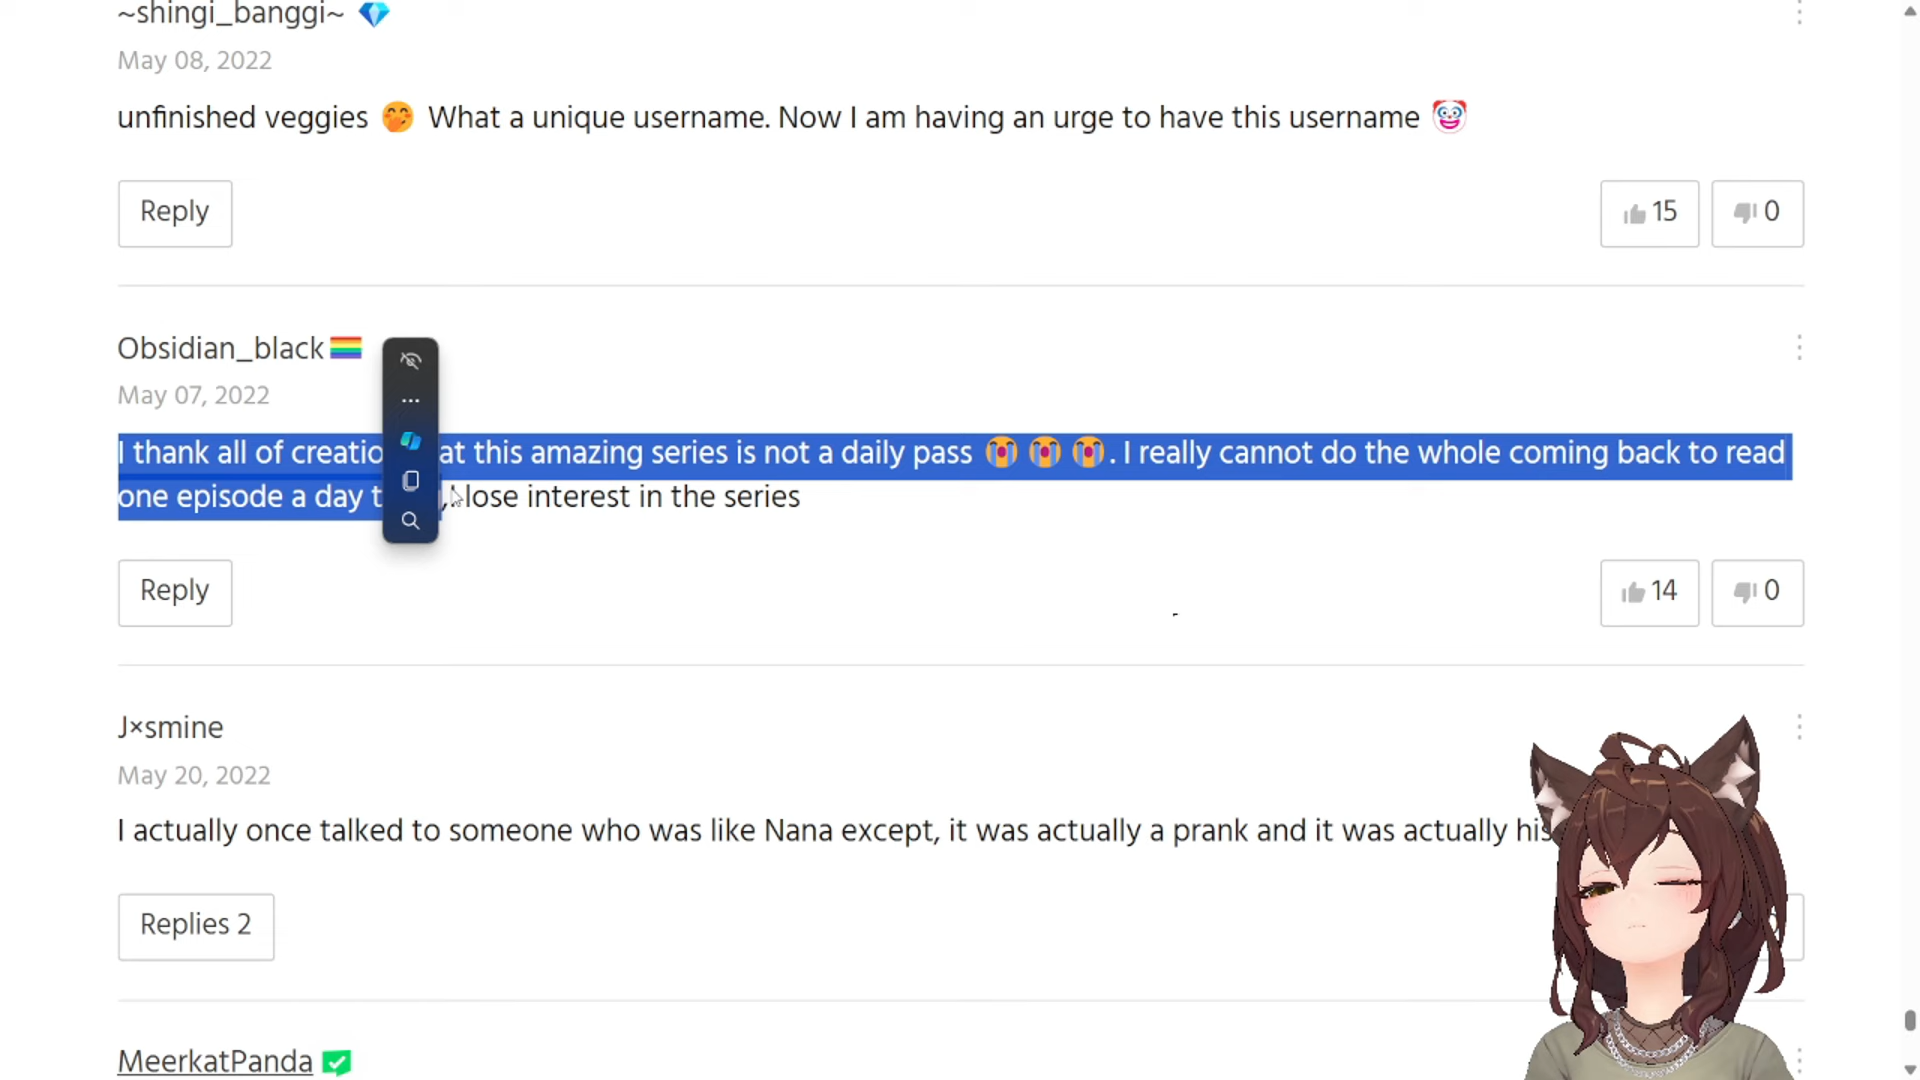 ~shingi_banggi~ 💎
May 08, 2022
unfinished veggies 🤭 What a unique username. Now I am having an urge to have this username 🤡
Reply
15
0
Obsidian_black
May 07, 2022
I thank all of creatio at this amazing series is not a daily pass 😭 😭 😭. I really cannot do the whole coming back to read
one episode a day t , I lose interest in the series
Reply
14
0
J×smine
May 20, 2022
I actually once talked to someone who was like Nana except, it was actually a prank and it was actually his
Replies 2
MeerkatPanda